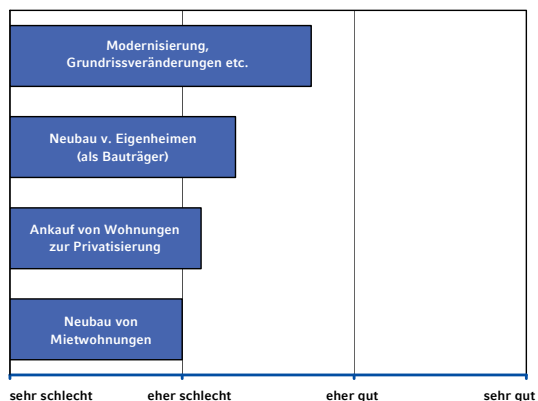 Modernisierung,
Grundrissveränderungen etc.
Neubau v. Eigenheimen
(als Bauträger)
Ankauf von Wohnungen
zur Privatisierung
Neubau von
Mietwohnungen
sehr schlecht eher schlecht eher gut sehr gut